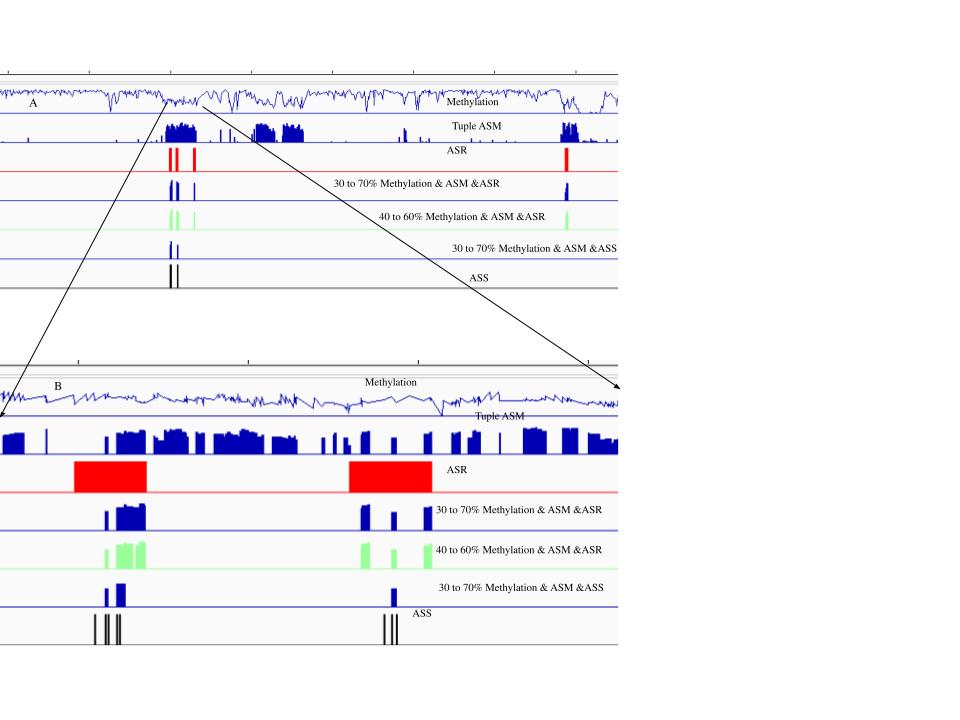 A
Methylation
Tuple ASM
ASR
30 to 70% Methylation & ASM &ASR
40 to 60% Methylation & ASM &ASR
30 to 70% Methylation & ASM &ASS
ASS
B
Methylation
Tuple ASM
ASR
30 to 70% Methylation & ASM &ASR
40 to 60% Methylation & ASM &ASR
30 to 70% Methylation & ASM &ASS
ASS